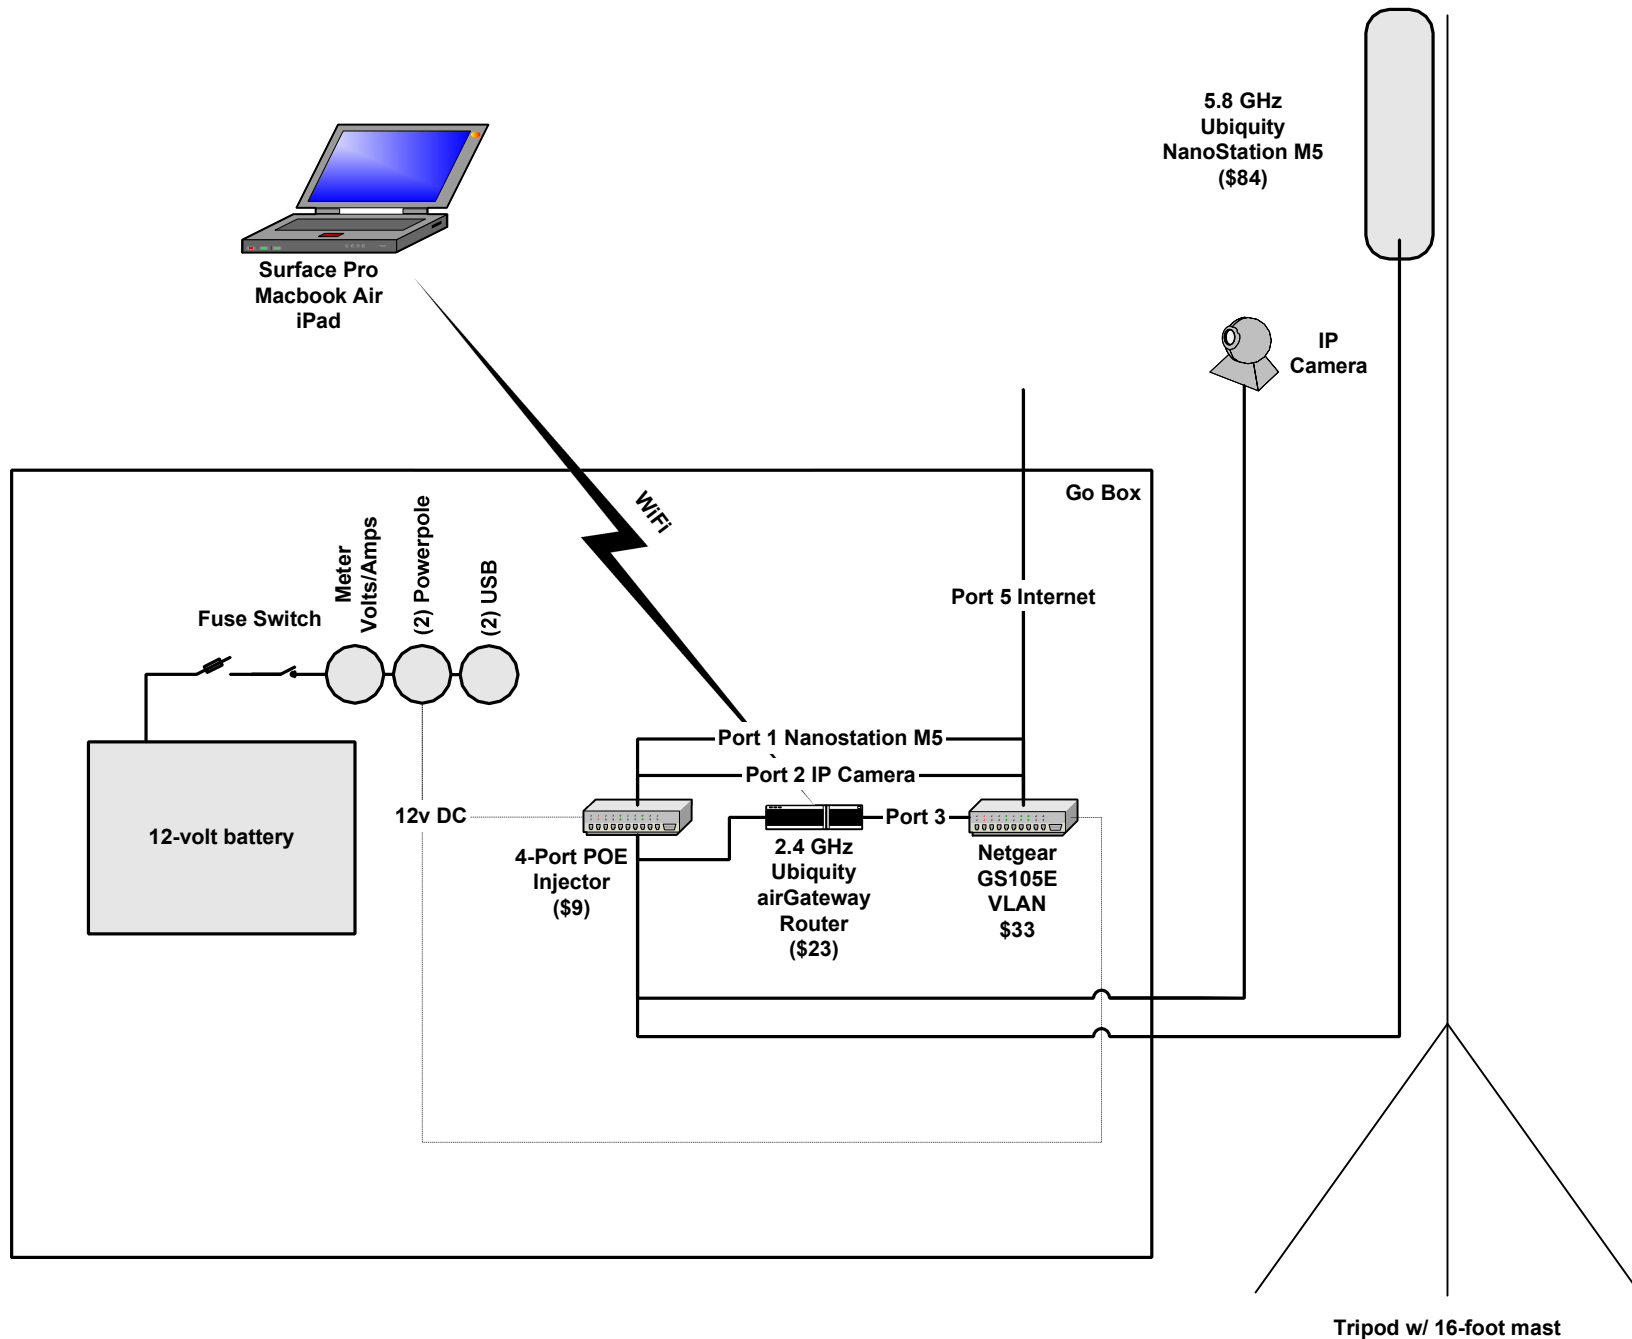 5.8 GHz
Ubiquity
NanoStation M5
($84)
Surface Pro
Macbook Air
iPad
IP
Camera
Go Box
WiFi
Meter
Volts/Amps
(2) Powerpole
(2) USB
Fuse Switch
Port 5 Internet
Port 1 Nanostation M5
Port 2 IP Camera
12-volt battery
12v DC
Port 3
4-Port POE
Injector
($9)
2.4 GHz
Ubiquity
airGateway
Router
($23)
Netgear
GS105E
VLAN
$33
Tripod w/ 16-foot mast